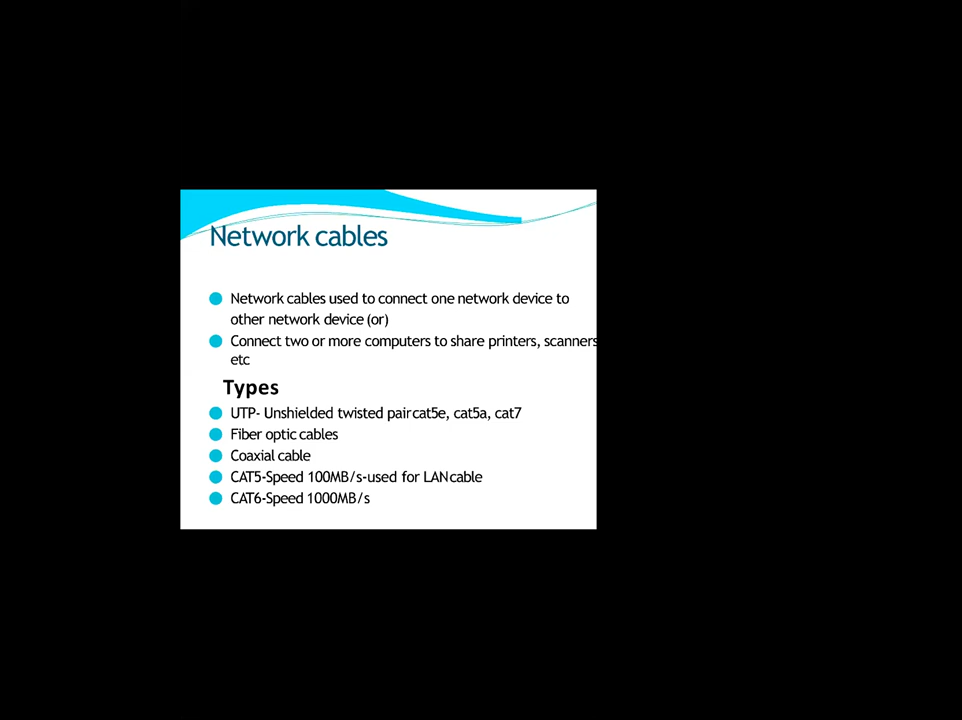 Network cables
Network cables used to connect one network device to
other network device (or)
Connect two or more computers to share printers, scanners
etc
Types
UTP- Unshielded twisted paircat5e, cat5a, cat7
Fiber optic cables
Coaxial cable
CAT5-Speed 100MB/s-used for LANcable
CAT6-Speed 1000MB/s